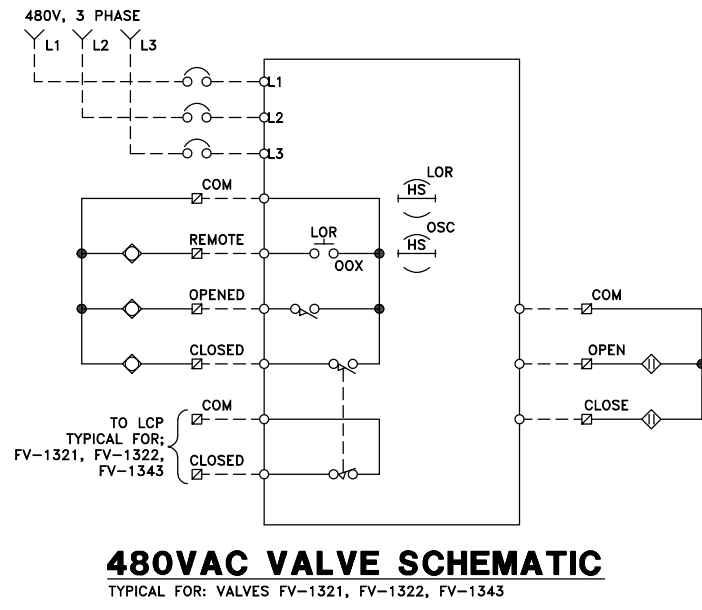 480V, 3 PHASE
L1 L2 L3
L1
L2
L3
COM
LOR
HS
REMOTE
LOR
OOX
OSC
HS
OPENED
COM
CLOSED
OPEN
COM
CLOSE
TO LCP
TYPICAL FOR;
FV-1321, FV-1322,
FV-1343
CLOSED
480VAC VALVE SCHEMATIC
TYPICAL FOR: VALVES FV-1321, FV-1322, FV-1343